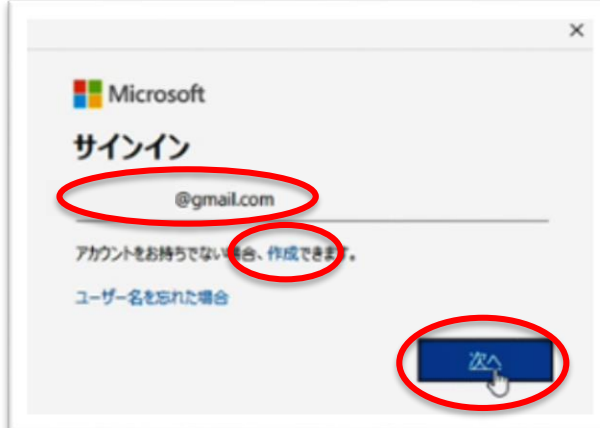 Microsoft
サインイン
@gmail.com
アカウントをお持ちでない場合、作成できます。
ユーザー名を忘れた場合
次へ